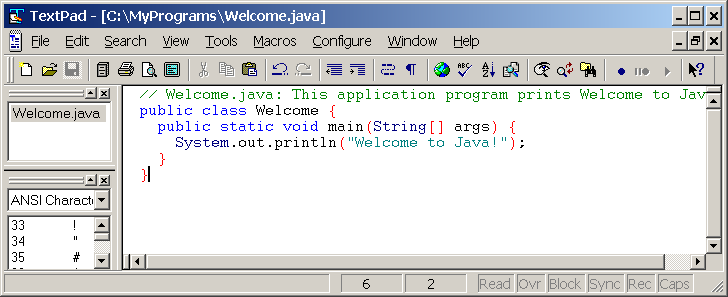 TextPad - [C:\MyPrograms\Welcome.java]
File Edit Search View Tools Macros Configure Window Help
Welcome.java
// Welcome.java: This application program prints Welcome to Jav
public class Welcome {
  public static void main(String[] args) {
    System.out.println("Welcome to Java!");
  }
}
ANSI Charact
33 !
34 "
35 #
6 2 Read Ovr Block Sync Rec Caps